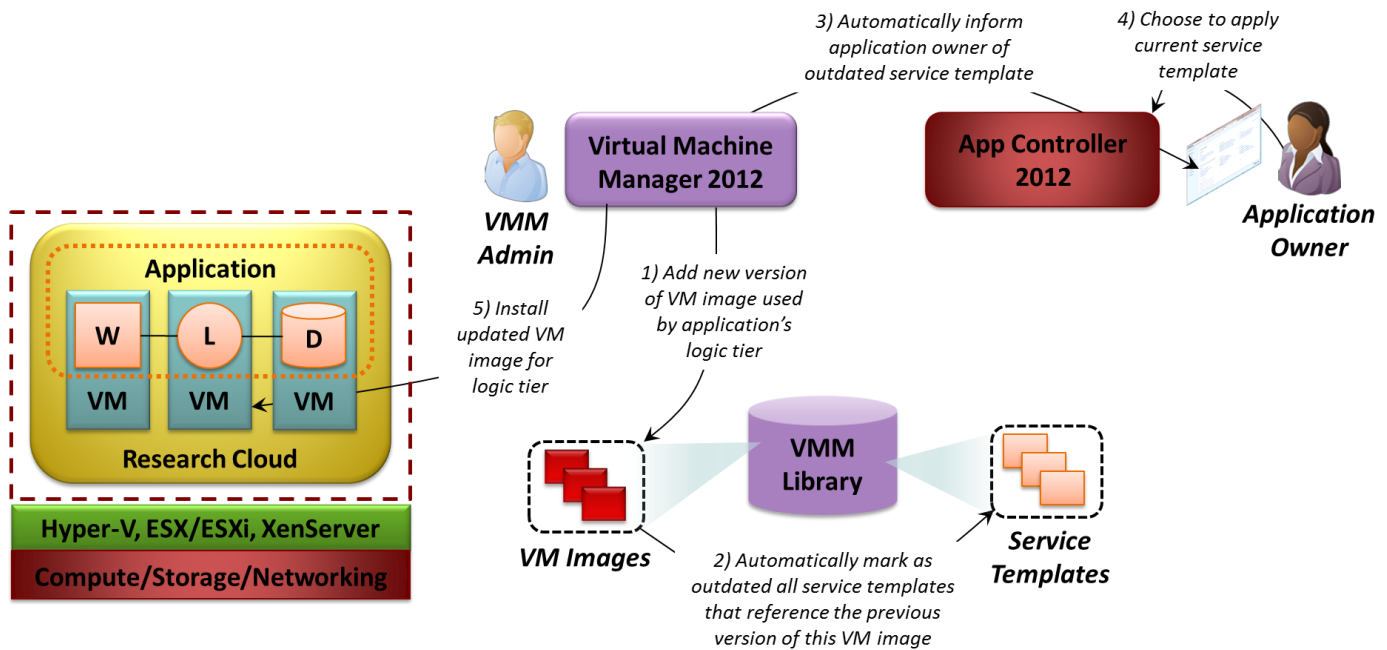 3) Automatically inform
application owner of
outdated service template
4) Choose to apply
current service
template
Virtual Machine
Manager 2012
App Controller
2012
VMM
Admin
Application
Owner
Application
W
L
D
VM
VM
VM
Research Cloud
Hyper-V, ESX/ESXi, XenServer
Compute/Storage/Networking
5) Install
updated VM
image for
logic tier
1) Add new version
of VM image used
by application's
logic tier
VMM
Library
VM Images
Service
Templates
2) Automatically mark as
outdated all service templates
that reference the previous
version of this VM image